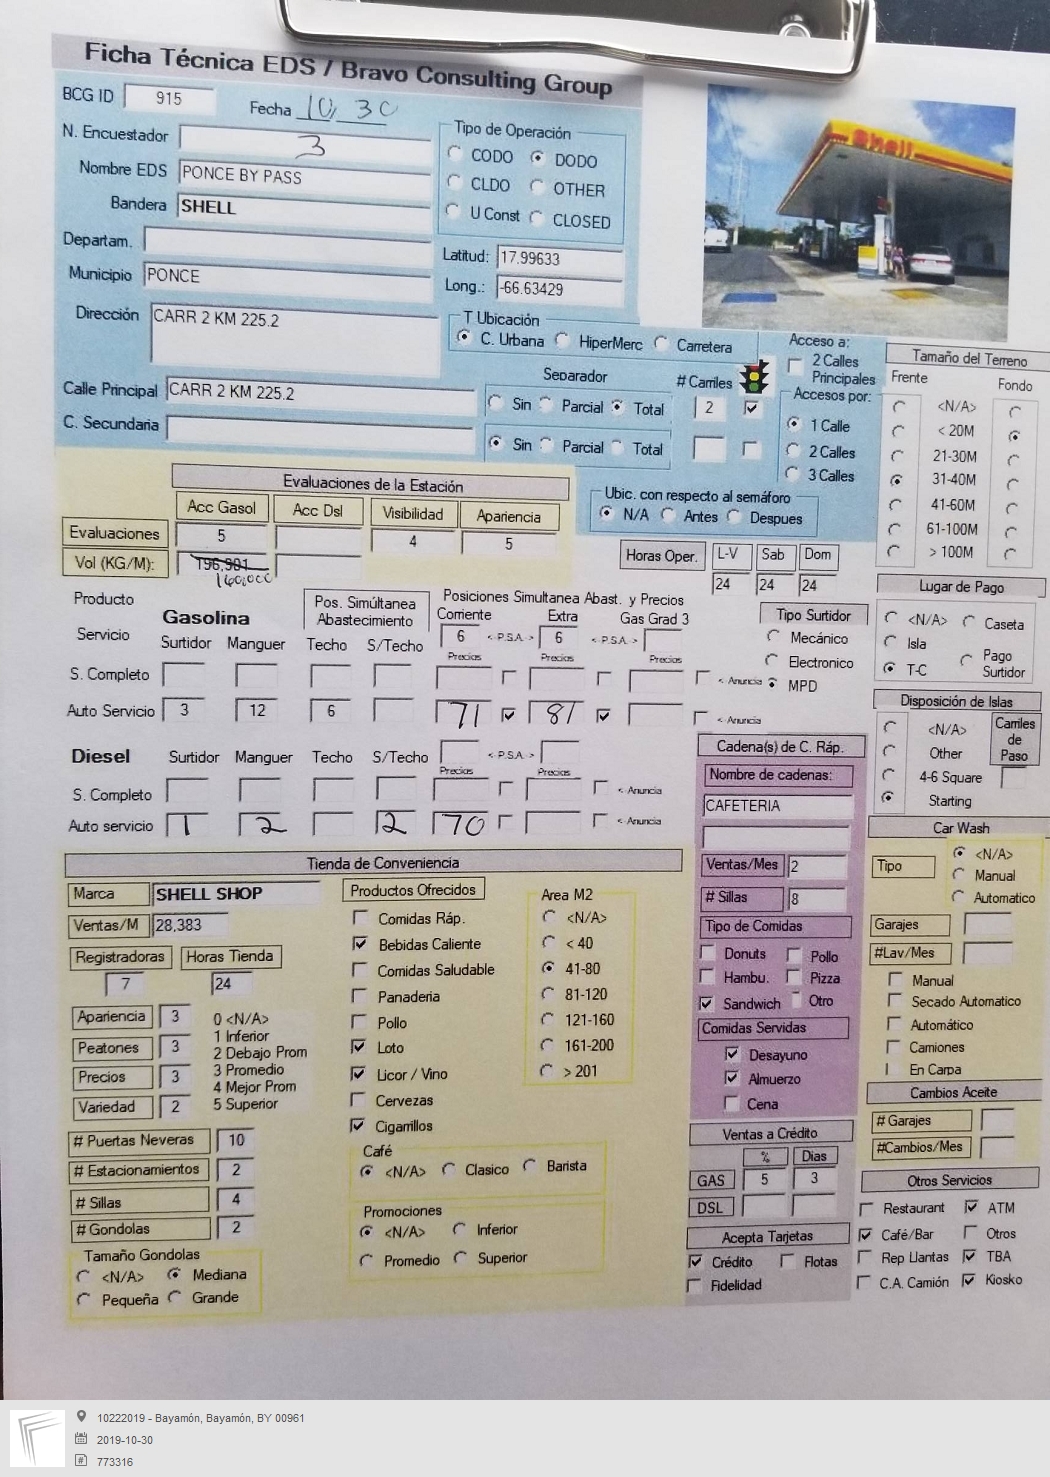 Ficha Técnica EDS / Bravo Consulting Group
BCG ID 915 Fecha 10/30
N. Encuestador 3
Nombre EDS PONCE BY PASS
Bandera SHELL
Departam.
Municipio PONCE
Dirección CARR 2 KM 225.2
Calle Principal CARR 2 KM 225.2
C. Secundaria
Tipo de Operación
CODO DODO
CLDO OTHER
U Const CLOSED
Latitud: 17.99633
Long.: -66.63429
T Ubicación
C. Urbana HiperMerc Carretera
Separador # Carriles
Sin Parcial Total 2
Sin Parcial Total
Shell
Acceso a:
2 Calles
Principales
Accesos por:
1 Calle
2 Calles
3 Calles
Ubic. con respecto al semáforo
N/A Antes Despues
Tamaño del Terreno
Frente Fondo
<N/A>
< 20M
21-30M
31-40M
41-60M
61-100M
> 100M
Evaluaciones de la Estación
Acc Gasol Acc Dsl Visibilidad Apariencia
Evaluaciones 5 4 5
Vol (KG/M): 196,901
160,000
Horas Oper. L-V Sab Dom
24 24 24
Producto Gasolina
Servicio Surtidor Manguer
Pos. Simúltanea
Abastecimiento
Techo S/Techo
Posiciones Simultanea Abast. y Precios
Corriente Extra Gas Grad 3
6 <-P.S.A.-> 6 <-P.S.A.->
Precios Precios Precios
S. Completo <-Anuncia
Auto Servicio 3 12 6 71 81 <-Anuncia
Tipo Surtidor
Mecánico
Electronico
MPD
Lugar de Pago
<N/A> Caseta
Isla
T-C Pago
Surtidor
Disposición de Islas
<N/A>
Other
4-6 Square
Starting
Carriles
de
Paso
Diesel Surtidor Manguer Techo S/Techo <-P.S.A.->
Precios Precios
S. Completo <-Anuncia
Auto servicio 1 2 2 70 <-Anuncia
Tienda de Conveniencia
Marca SHELL SHOP
Ventas/M 28,383
Registradoras Horas Tienda
7 24
Apariencia 3
Peatones 3
Precios 3
Variedad 2
0 <N/A>
1 Inferior
2 Debajo Prom
3 Promedio
4 Mejor Prom
5 Superior
# Puertas Neveras 10
# Estacionamientos 2
# Sillas 4
# Gondolas 2
Tamaño Gondolas
<N/A> Mediana
Pequeña Grande
Productos Ofrecidos
Comidas Ráp.
Bebidas Caliente
Comidas Saludable
Panaderia
Pollo
Loto
Licor / Vino
Cervezas
Cigarrillos
Area M2
<N/A>
< 40
41-80
81-120
121-160
161-200
> 201
Café
<N/A> Clasico Barista
Promociones
<N/A> Inferior
Promedio Superior
Cadena(s) de C. Ráp.
Nombre de cadenas:
CAFETERIA
Ventas/Mes 2
# Sillas 8
Tipo de Comidas
Donuts Pollo
Hambu. Pizza
Sandwich Otro
Comidas Servidas
Desayuno
Almuerzo
Cena
Ventas a Crédito
% Dias
GAS 5 3
DSL
Acepta Tarjetas
Crédito Flotas
Fidelidad
Car Wash
Tipo <N/A>
Manual
Automatico
Garajes
#Lav/Mes
Manual
Secado Automatico
Automático
Camiones
En Carpa
Cambios Aceite
# Garajes
#Cambios/Mes
Otros Servicios
Restaurant ATM
Café/Bar Otros
Rep Llantas TBA
C.A. Camión Kiosko
10222019 - Bayamón, Bayamón, BY 00961
2019-10-30
773316